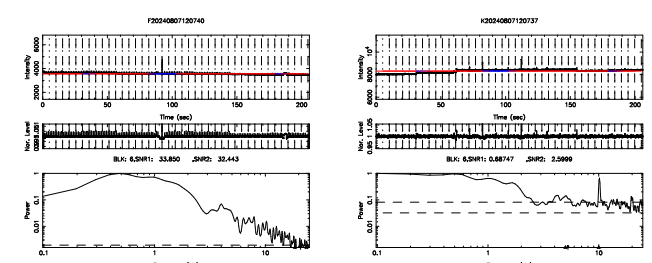 F20240807120740
6000
4000
2000
Intensity
0
50
100
150
200
Time (sec)
Nor. Level
BLK: 6,SNR1: 33.850 ,SNR2: 32.443
1
0.1
0.01
Power
0.1
1
10
K20240807120737
10⁴
8000
6000
Intensity
0
50
100
150
200
Time (sec)
1.05
1
0.95
Nor. Level
BLK: 6,SNR1: 0.68747 ,SNR2: 2.5999
1
0.1
0.01
Power
0.1
1
10